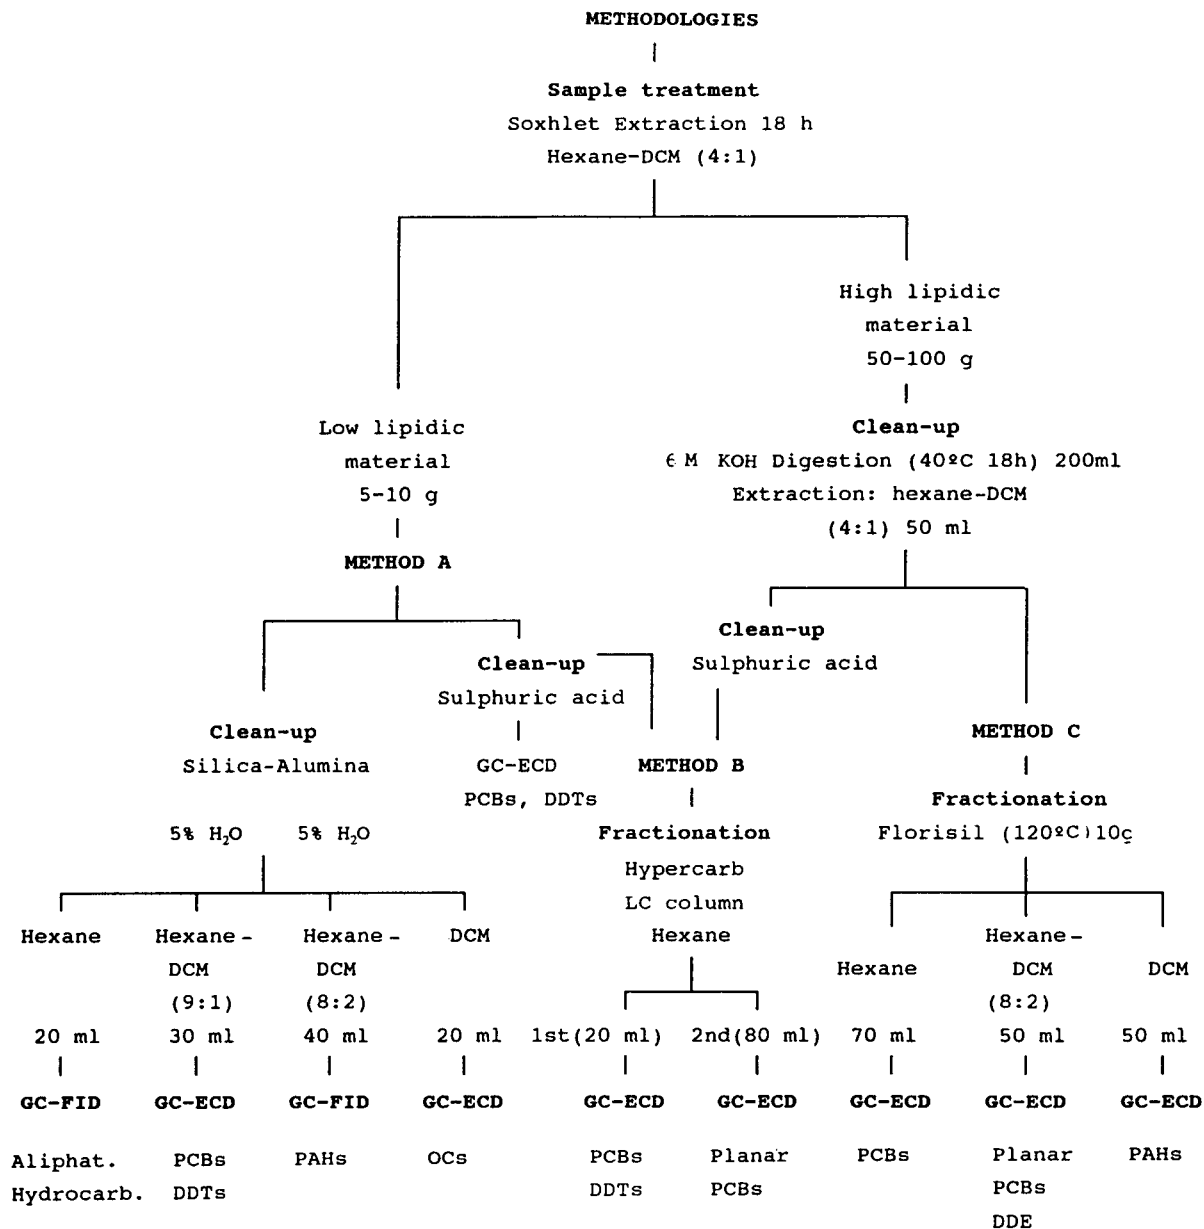 METHODOLOGIES
Sample treatment
Soxhlet Extraction 18 h
Hexane-DCM (4:1)
High lipidic
material
50-100 g
Clean-up
6 M KOH Digestion (40ºC 18h) 200ml
Extraction: hexane-DCM
(4:1) 50 ml
Low lipidic
material
5-10 g
METHOD A
Clean-up
Sulphuric acid
Clean-up
Sulphuric acid
Clean-up
Silica-Alumina
GC-ECD
PCBs, DDTs
METHOD B
METHOD C
5% H₂O 5% H₂O
Fractionation
Hypercarb
LC column
Hexane
Fractionation
Florisil (120ºC)10g
Hexane
Hexane-
DCM
(9:1)
Hexane-
DCM
(8:2)
DCM
Hexane
Hexane-
DCM
(8:2)
DCM
20 ml 30 ml 40 ml 20 ml 1st(20 ml) 2nd(80 ml) 70 ml 50 ml 50 ml
GC-FID GC-ECD GC-FID GC-ECD GC-ECD GC-ECD GC-ECD GC-ECD GC-ECD
Aliphat. PCBs PAHs OCs PCBs Planar PCBs Planar PAHs
Hydrocarb. DDTs DDTs PCBs PCBs
DDE